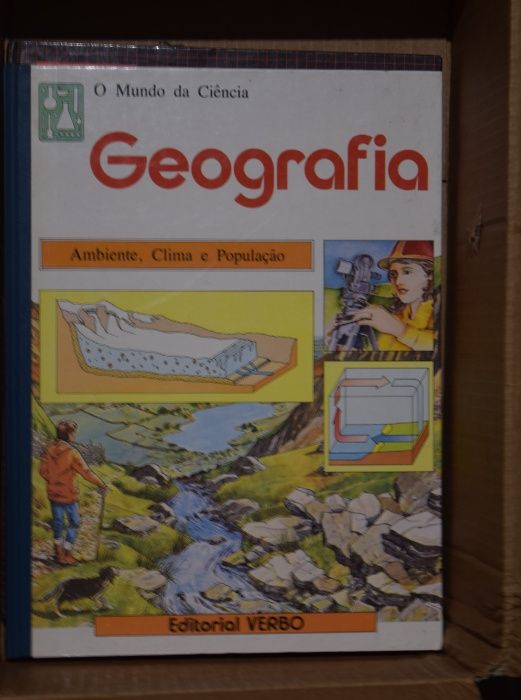 O Mundo da Ciência
Geografia
Ambiente, Clima e População
Editorial VERBO